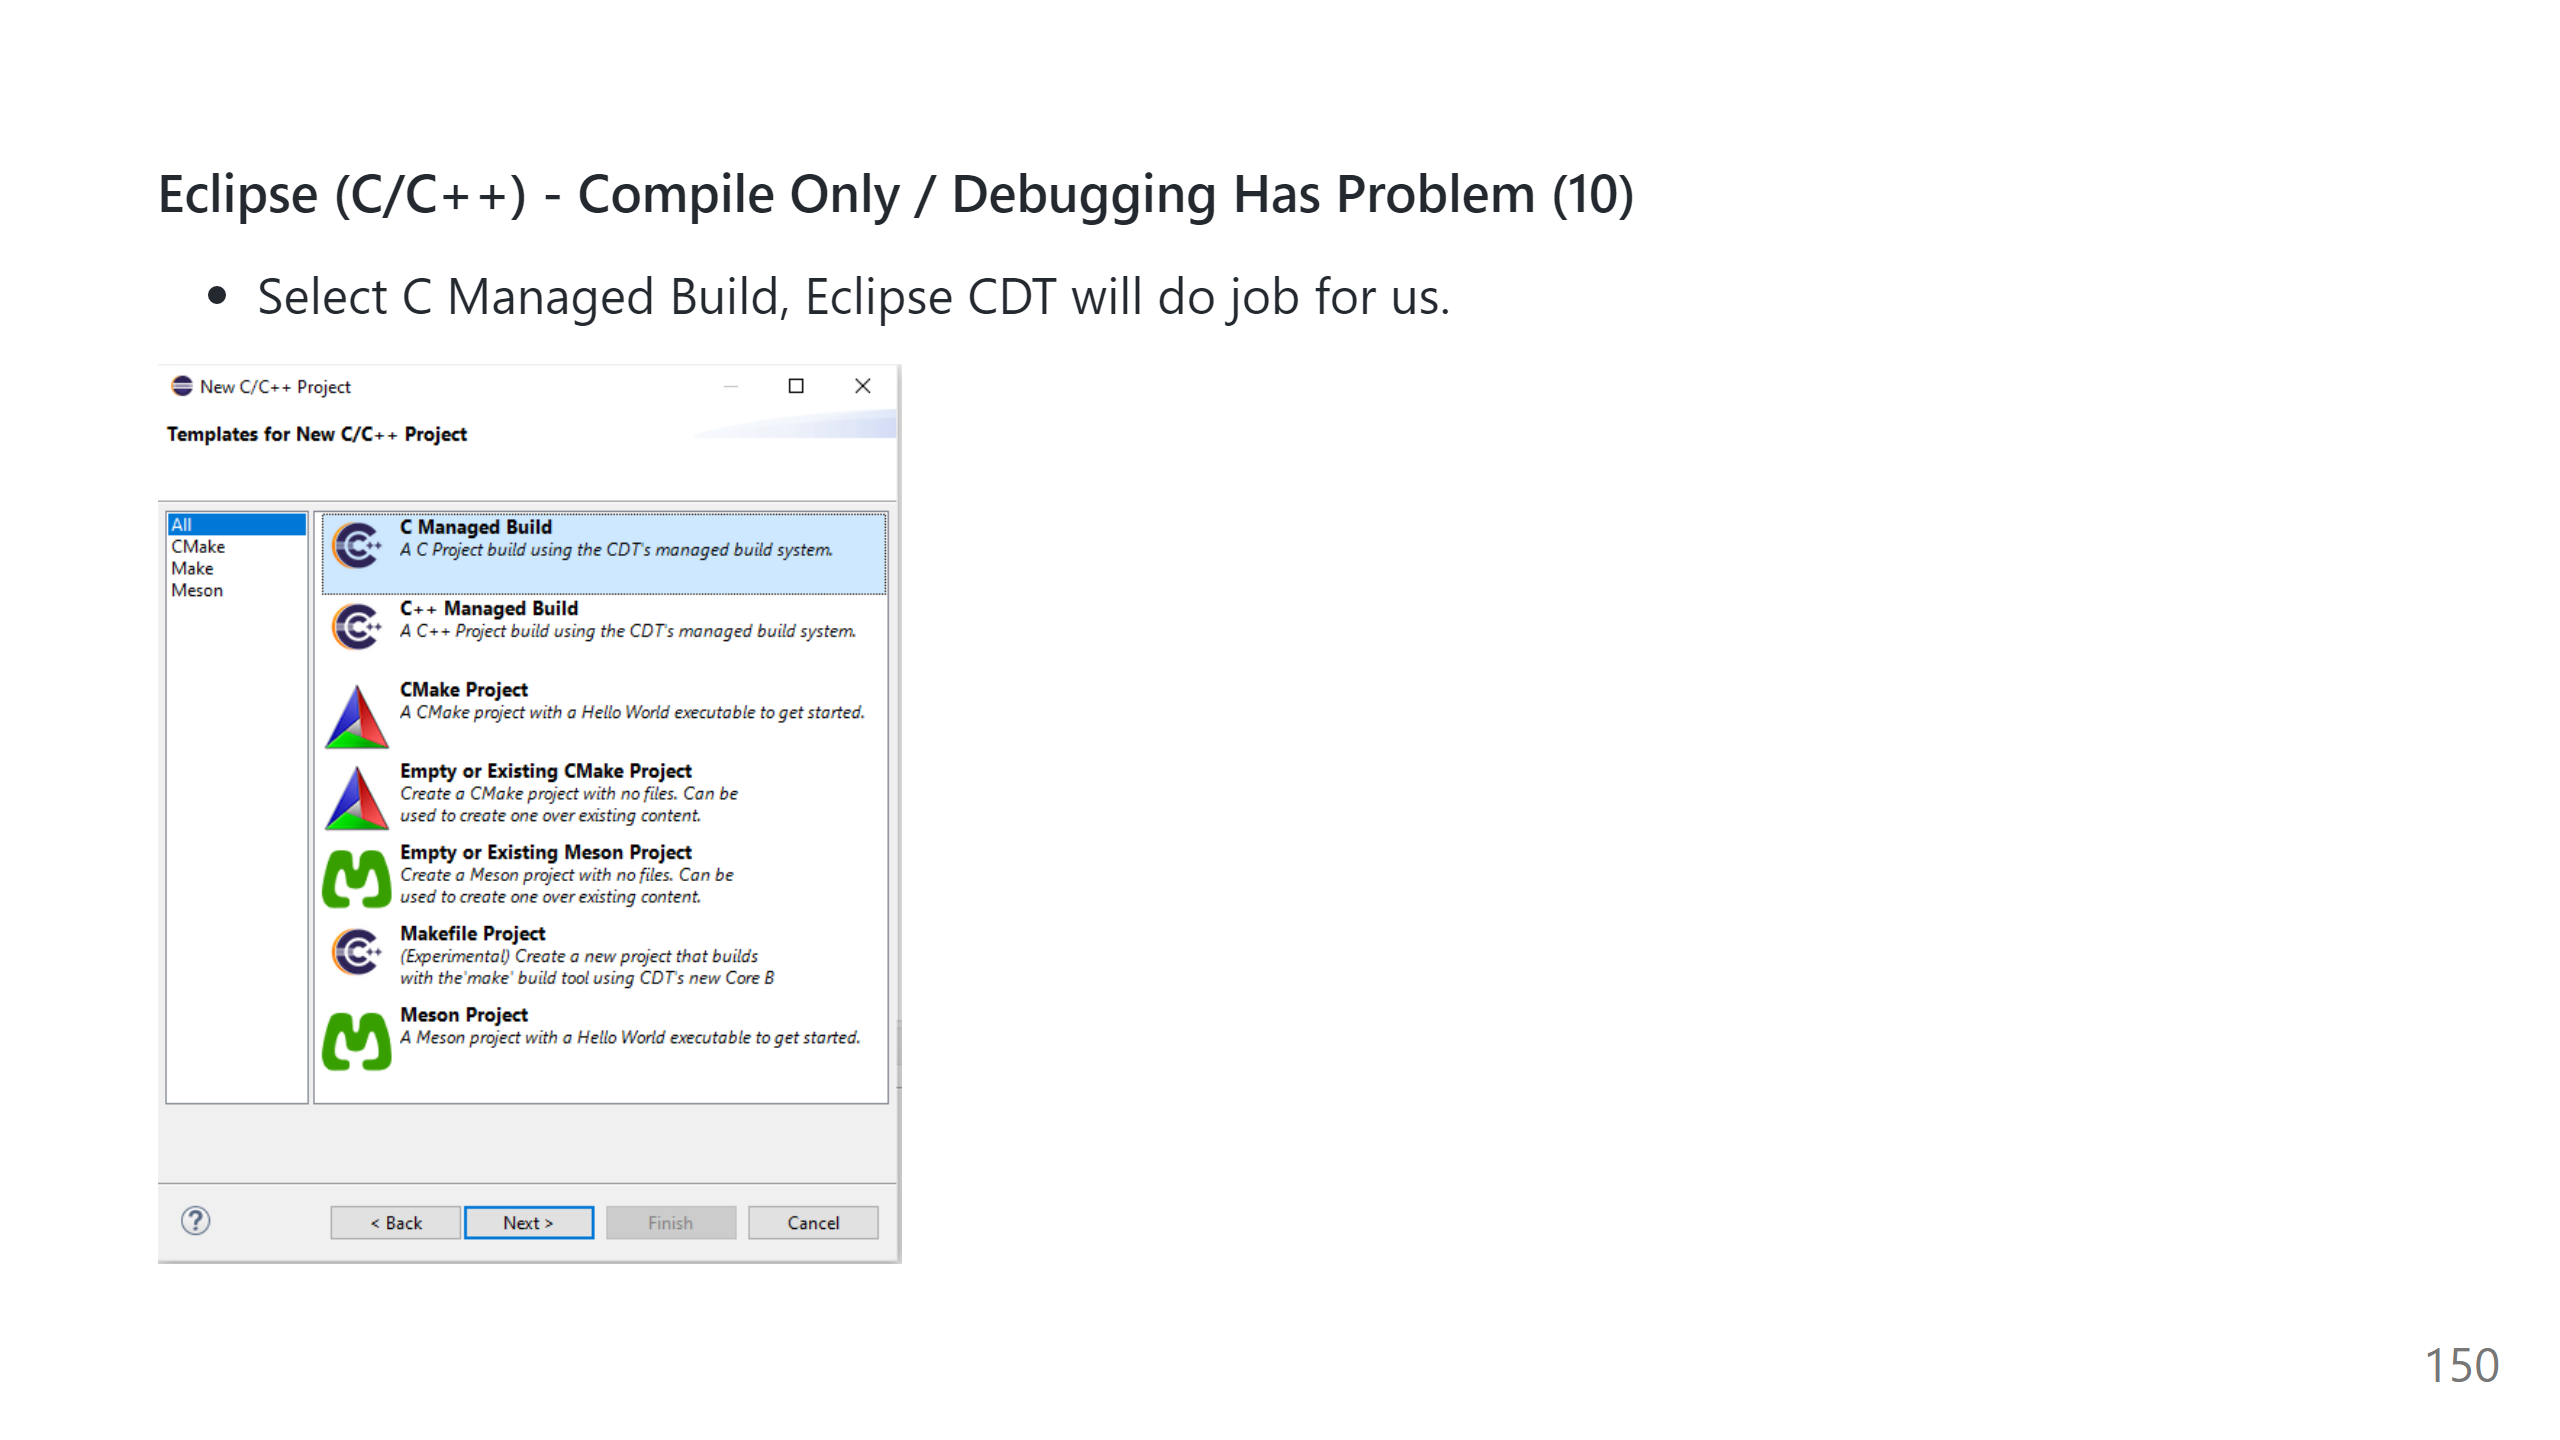 Eclipse (C/C++) - Compile Only / Debugging Has Problem (10)
• Select C Managed Build, Eclipse CDT will do job for us.
New C/C++ Project
Templates for New C/C++ Project
All
CMake
Make
Meson
C Managed Build
A C Project build using the CDT's managed build system.
C++ Managed Build
A C++ Project build using the CDT's managed build system.
CMake Project
A CMake project with a Hello World executable to get started.
Empty or Existing CMake Project
Create a CMake project with no files. Can be
used to create one over existing content.
Empty or Existing Meson Project
Create a Meson project with no files. Can be
used to create one over existing content.
Makefile Project
(Experimental) Create a new project that builds
with the'make' build tool using CDT's new Core B
Meson Project
A Meson project with a Hello World executable to get started.
< Back
Next >
Finish
Cancel
150